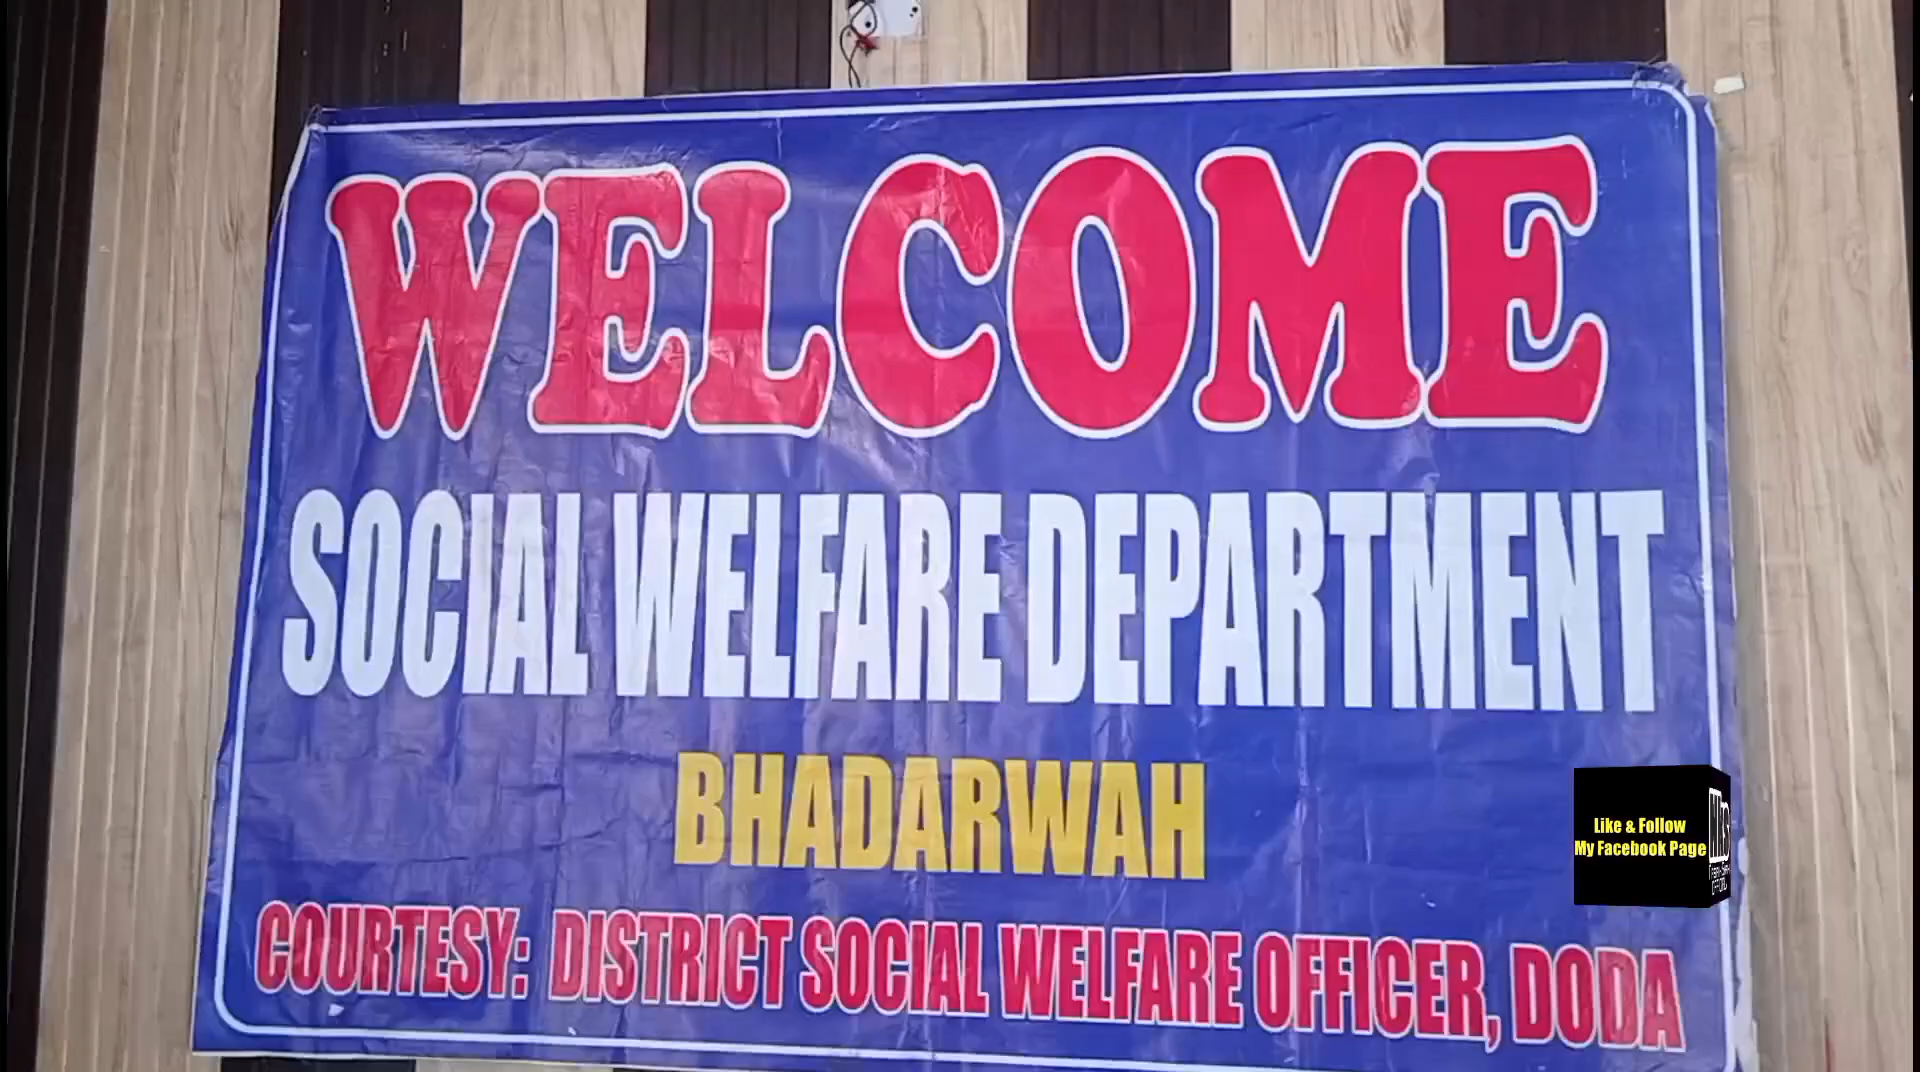 WELCOME
SOCIAL WELFARE DEPARTMENT
BHADARWAH
COURTESY: DISTRICT SOCIAL WELFARE OFFICER, DODA
Like & Follow
My Facebook Page